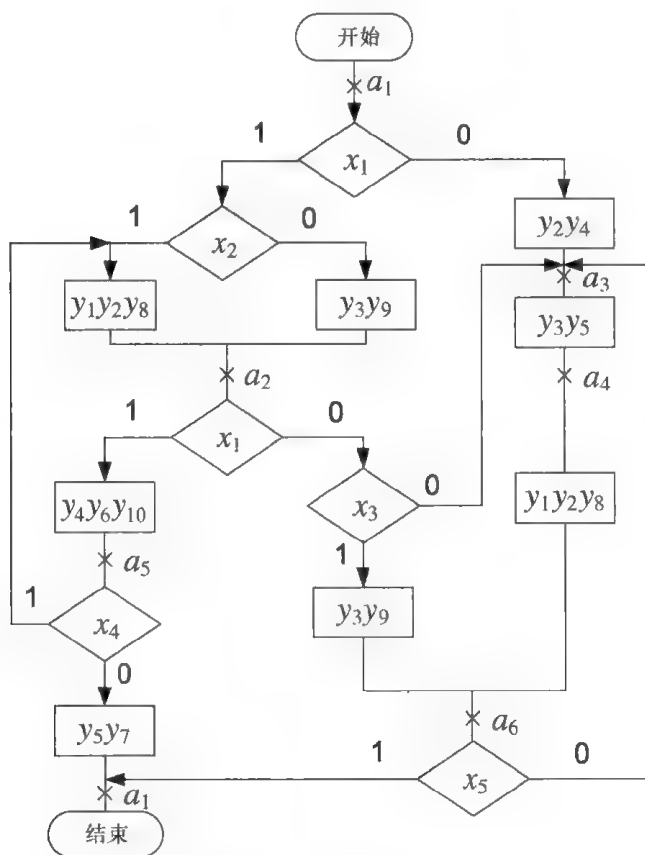 开始
a₁
1 x₁ 0
1 x₂ 0
y₂y₄
a₃
y₁y₂y₈
y₃y₉
y₃y₅
a₂
a₄
1 x₁ 0
y₄y₆y₁₀
x₃ 0
y₁y₂y₈
1
a₅
1 x₄
y₃y₉
0
y₅y₇
a₆
1 x₅ 0
a₁
结束